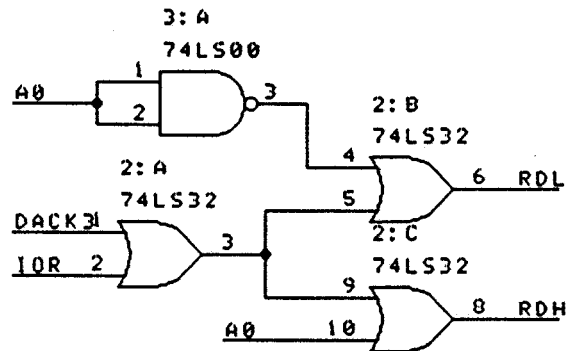 3:A
74LS00
1
3
A0
2
2:B
74LS32
4
2:A
6 RDL
74LS32
5
DACK3 1
3
2:C
IOR 2
74LS32
9
8 RDH
A0 10